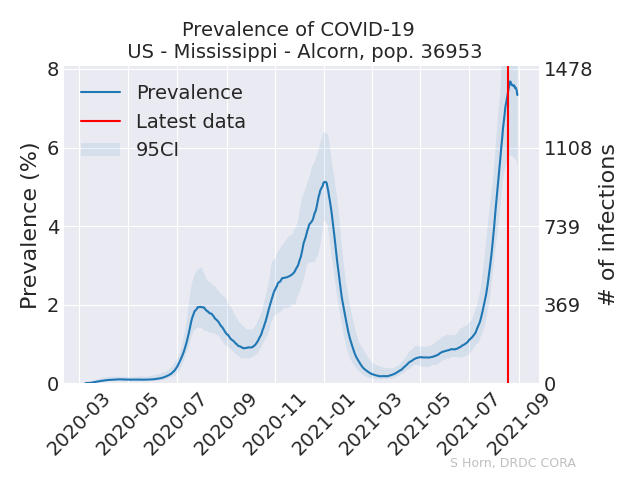 Prevalence of COVID-19
US - Mississippi - Alcorn, pop. 36953
Prevalence
Latest data
95CI
Prevalence (%)
8
6
4
2
0
1478
1108
739
369
0
# of infections
2020-03
2020-05
2020-07
2020-09
2020-11
2021-01
2021-03
2021-05
2021-07
2021-09
S Horn, DRDC CORA